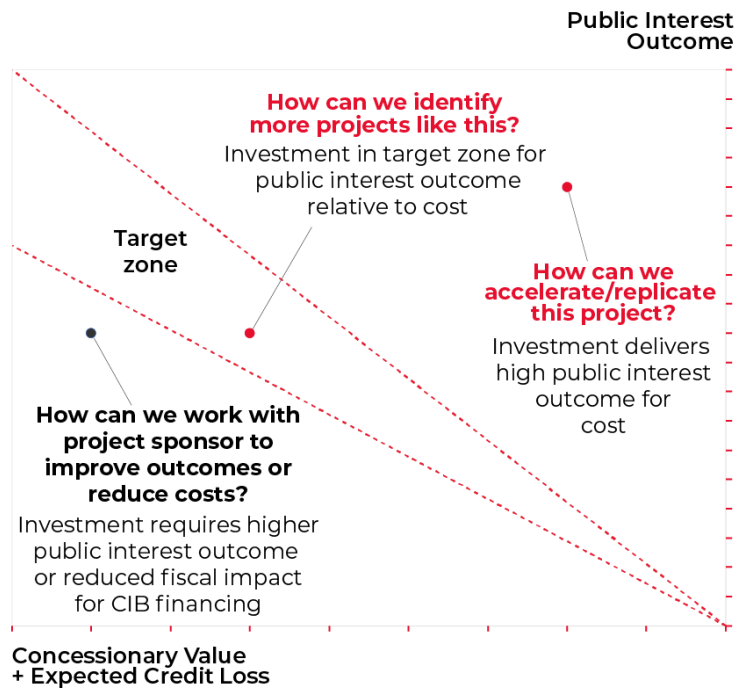 Public Interest
Outcome
How can we identify
more projects like this?
Investment in target zone for
public interest outcome
relative to cost
Target
zone
How can we
accelerate/replicate
this project?
Investment delivers
high public interest
outcome for
cost
How can we work with
project sponsor to
improve outcomes or
reduce costs?
Investment requires higher
public interest outcome
or reduced fiscal impact
for CIB financing
Concessionary Value
+ Expected Credit Loss